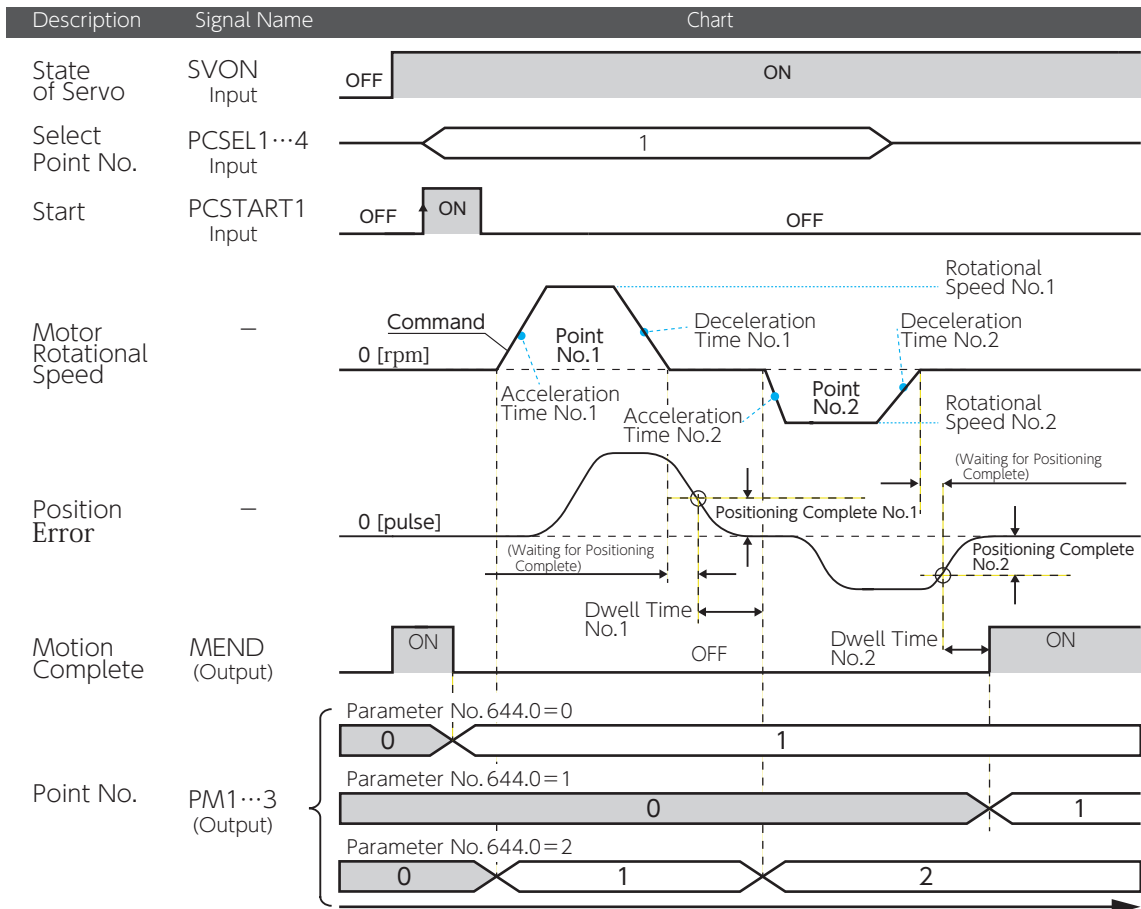 Description Signal Name Chart
State
of Servo
SVON
Input
OFF
ON
Select
Point No.
PCSEL1⋯4
Input
1
Start
PCSTART1
Input
OFF
ON
OFF
Motor
Rotational
Speed
–
0 [rpm]
Command
Point
No.1
Acceleration
Time No.1
Deceleration
Time No.1
Rotational
Speed No.1
Acceleration
Time No.2
Point
No.2
Deceleration
Time No.2
Rotational
Speed No.2
Position
Error
–
0 [pulse]
(Waiting for Positioning
Complete)
Positioning Complete No.1
(Waiting for Positioning
Complete)
Positioning Complete
No.2
Dwell Time
No.1
Motion
Complete
MEND
(Output)
ON
OFF
Dwell Time
No.2
ON
Point No.
PM1⋯3
(Output)
Parameter No. 644.0=0
0 1
Parameter No. 644.0=1
0 1
Parameter No. 644.0=2
0 1 2